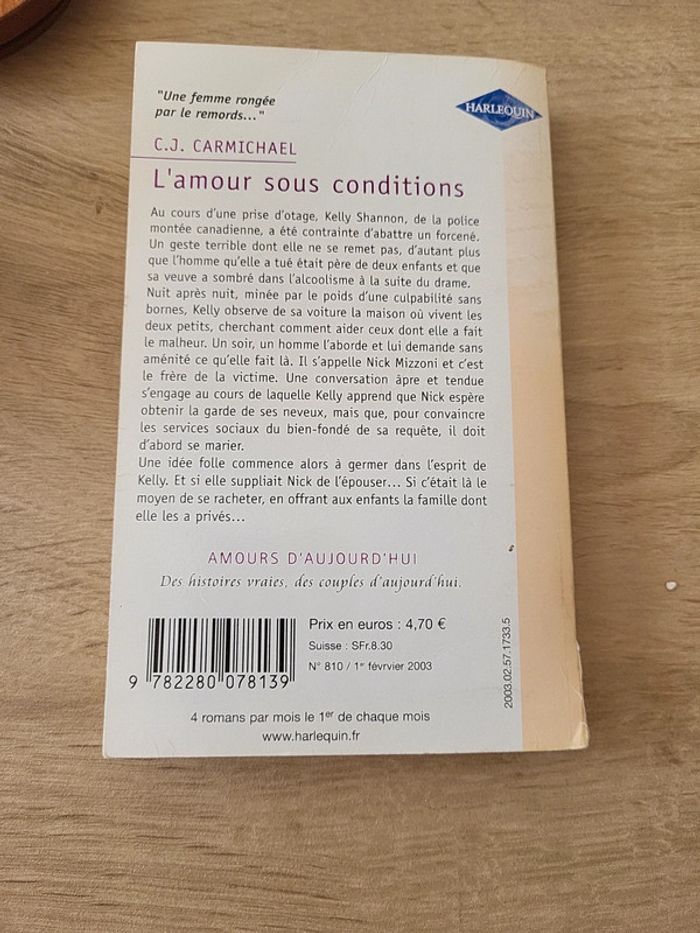 "Une femme rongée
par le remords..."
HARLEQUIN
C.J. CARMICHAEL
L'amour sous conditions
Au cours d'une prise d'otage, Kelly Shannon, de la police
montée canadienne, a été contrainte d'abattre un forcené.
Un geste terrible dont elle ne se remet pas, d'autant plus
que l'homme qu'elle a tué était père de deux enfants et que
sa veuve a sombré dans l'alcoolisme à la suite du drame.
Nuit après nuit, minée par le poids d'une culpabilité sans
bornes, Kelly observe de sa voiture la maison où vivent les
deux petits, cherchant comment aider ceux dont elle a fait
le malheur. Un soir, un homme l'aborde et lui demande sans
aménité ce qu'elle fait là. Il s'appelle Nick Mizzoni et c'est
le frère de la victime. Une conversation âpre et tendue
s'engage au cours de laquelle Kelly apprend que Nick espère
obtenir la garde de ses neveux, mais que, pour convaincre
les services sociaux du bien-fondé de sa requête, il doit
d'abord se marier.
Une idée folle commence alors à germer dans l'esprit de
Kelly. Et si elle suppliait Nick de l'épouser... Si c'était là le
moyen de se racheter, en offrant aux enfants la famille dont
elle les a privés...
AMOURS D'AUJOURD'HUI
Des histoires vraies, des couples d'aujourd'hui.
Prix en euros : 4,70 €
Suisse : SFr.8.30
N° 810 / 1er févrvier 2003
9 782280 078139
2003.02.57.1733.5
4 romans par mois le 1er de chaque mois
www.harlequin.fr